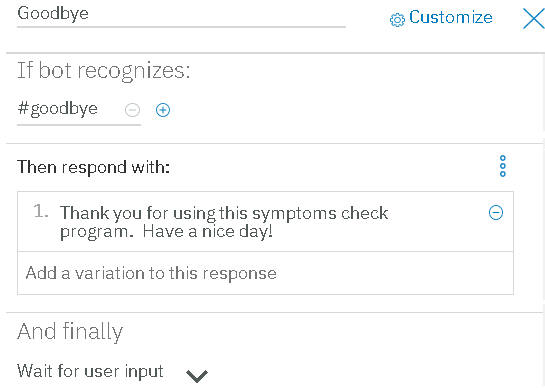 Goodbye
Customize
If bot recognizes:
#goodbye
Then respond with:
1. Thank you for using this symptoms check
program.  Have a nice day!
Add a variation to this response
And finally
Wait for user input